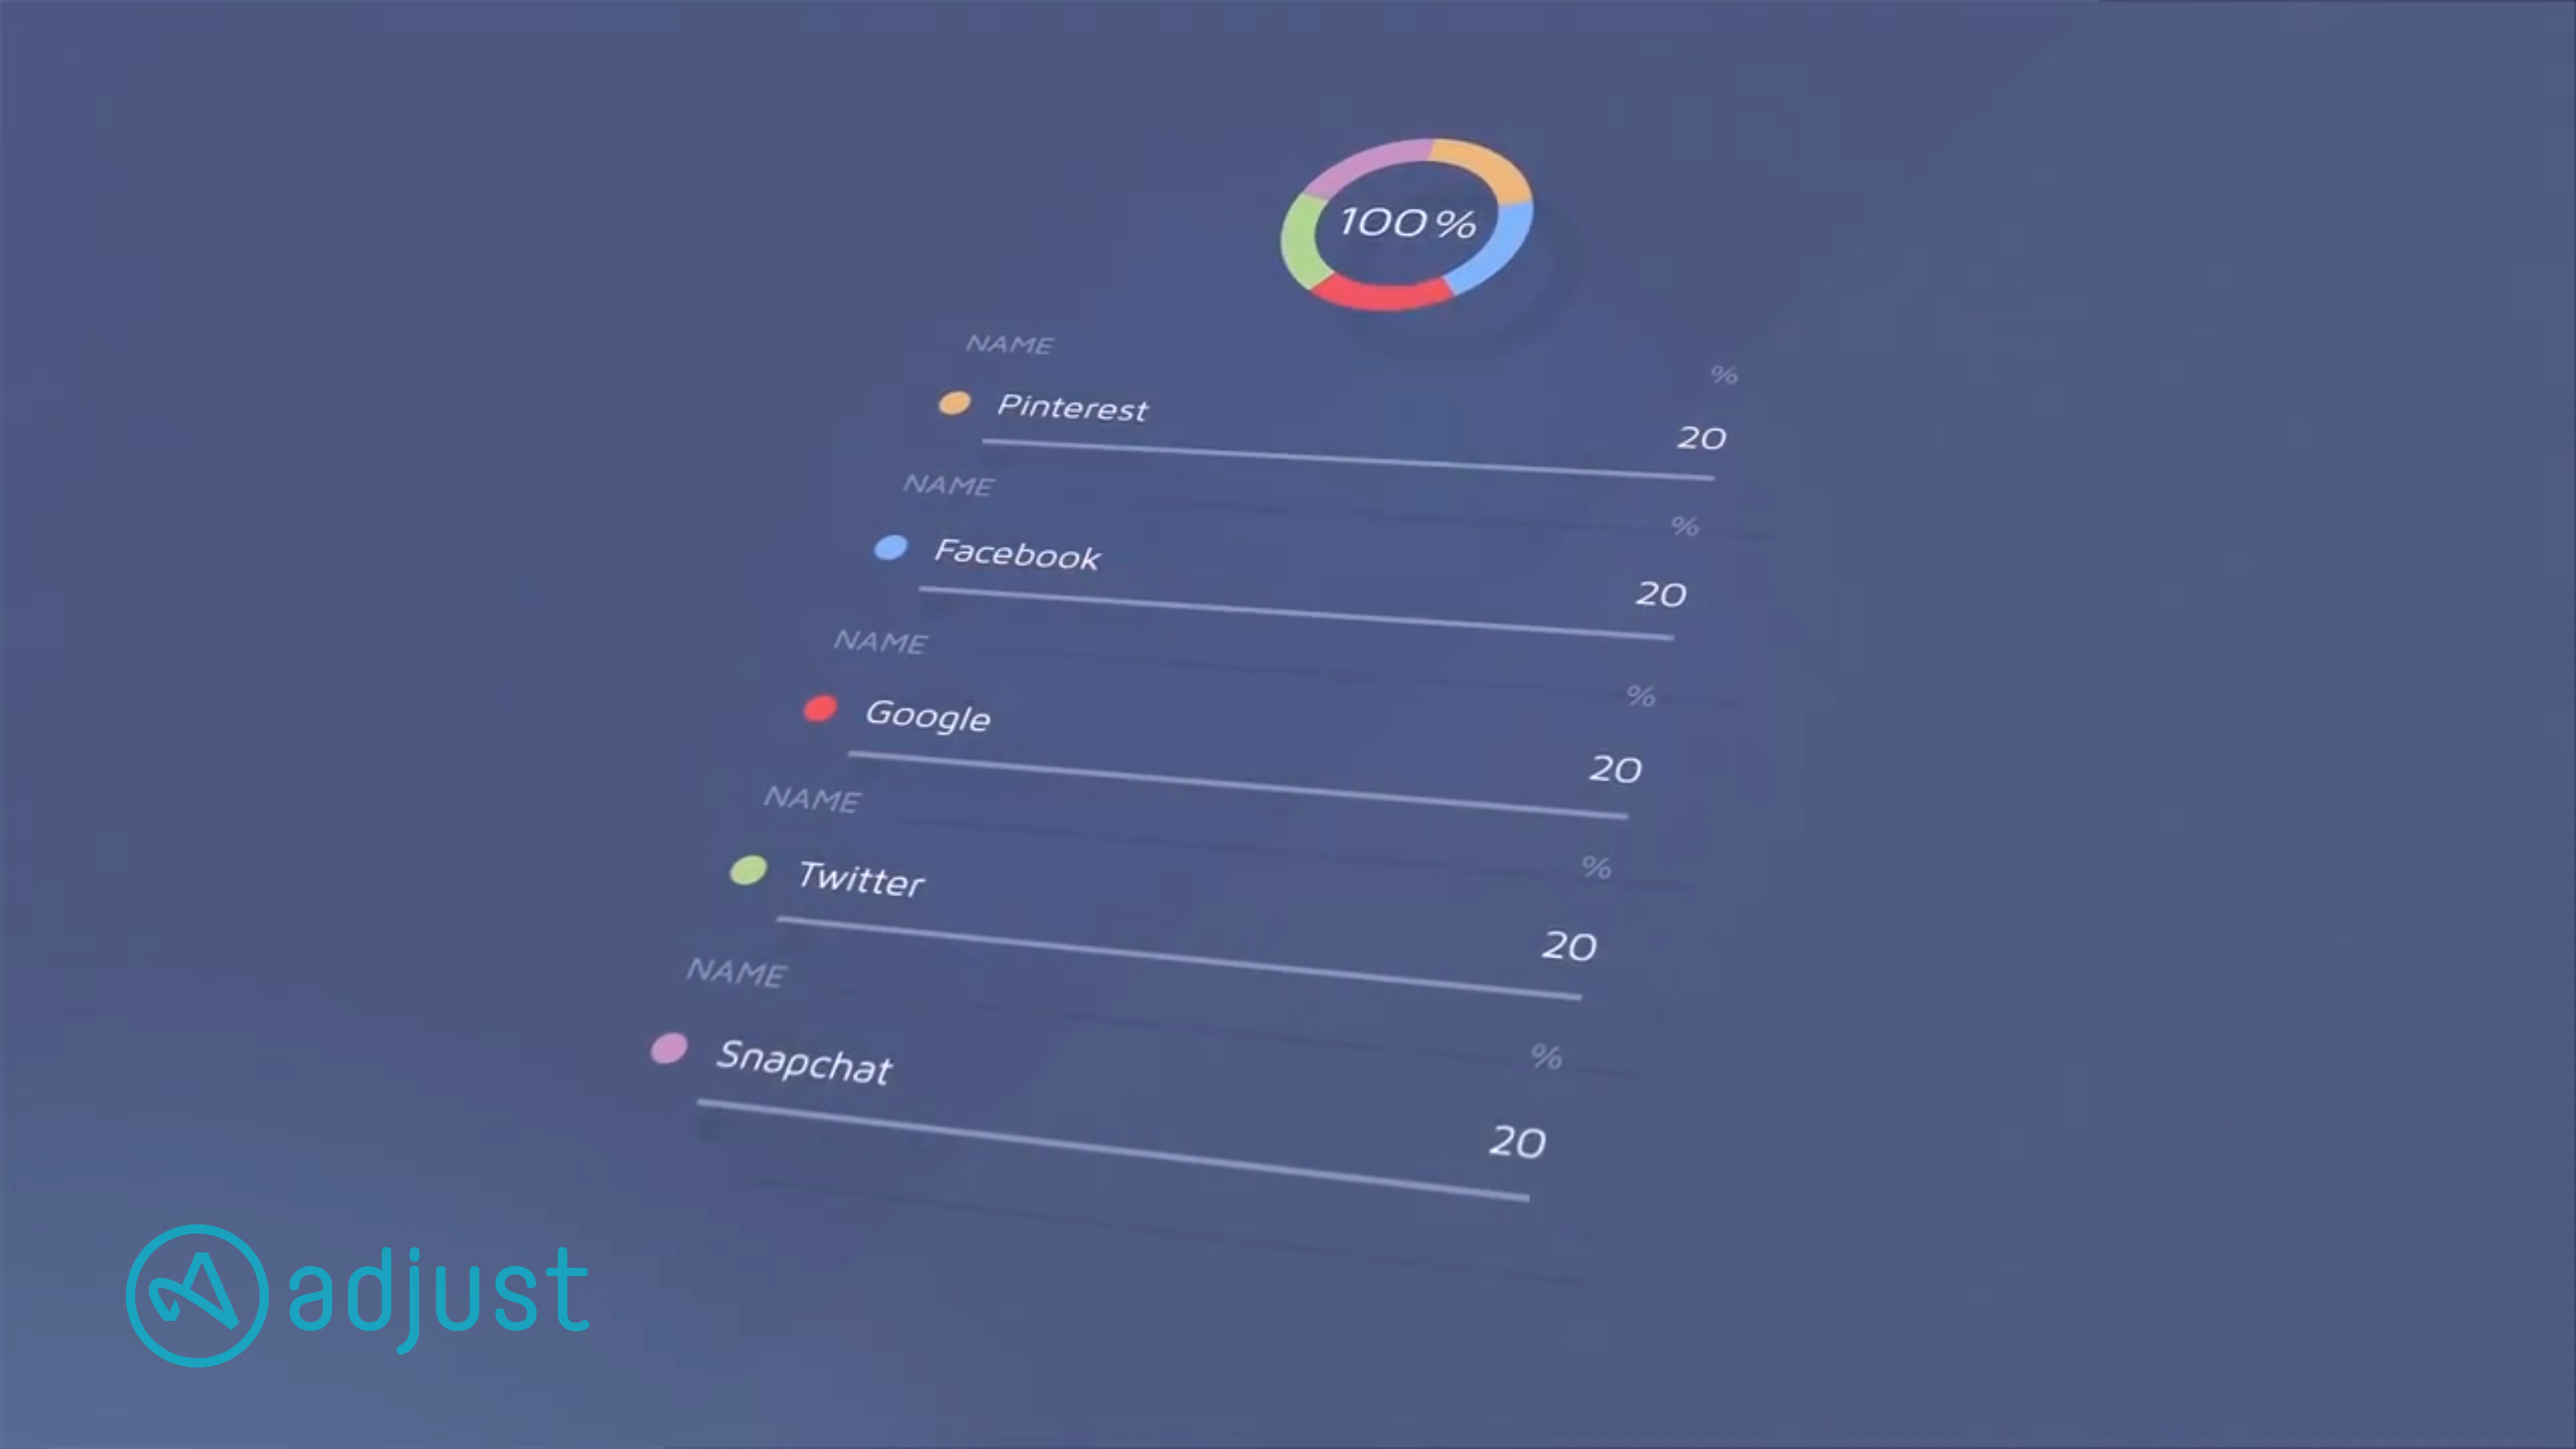 100%
NAME %
Pinterest 20
NAME %
Facebook 20
NAME %
Google 20
NAME %
Twitter 20
NAME %
Snapchat 20
adjust